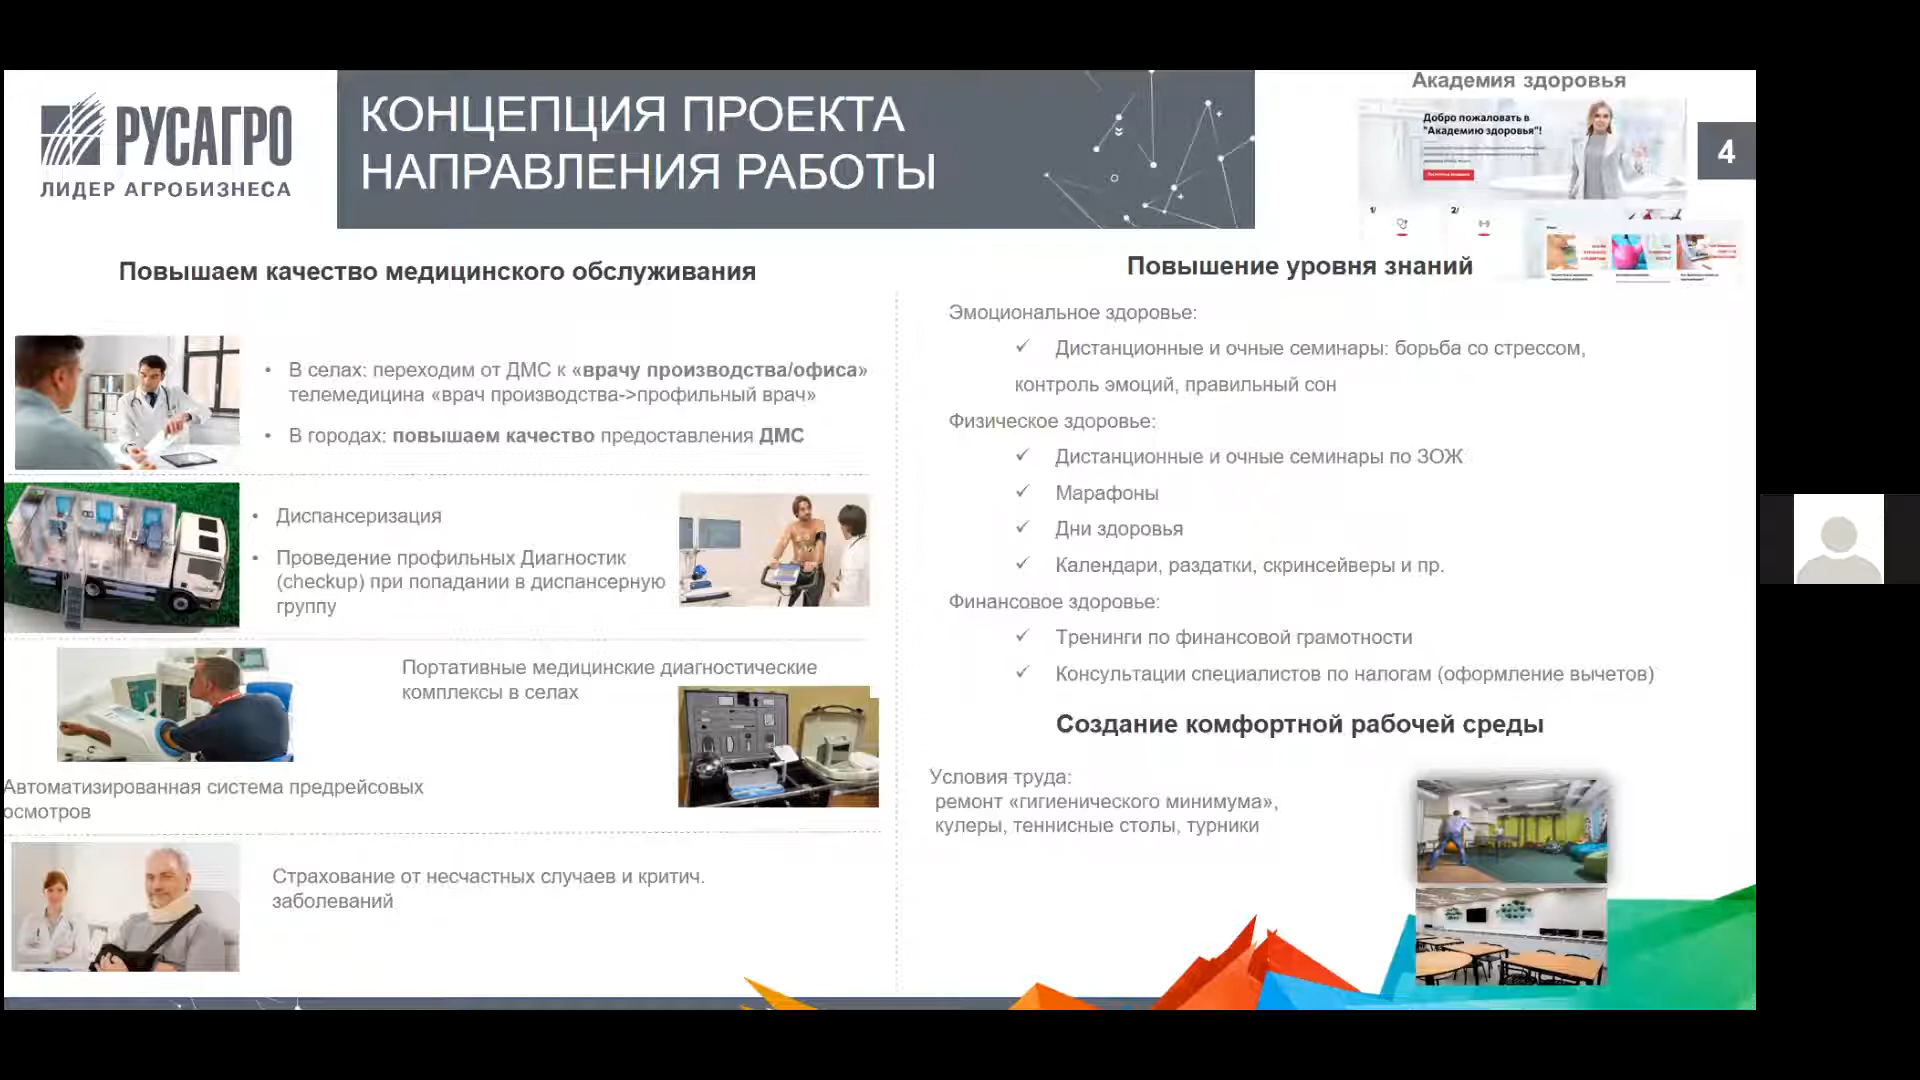 РУСАГРО
ЛИДЕР АГРОБИЗНЕСА
КОНЦЕПЦИЯ ПРОЕКТА
НАПРАВЛЕНИЯ РАБОТЫ
Академия здоровья
Добро пожаловать в
"Академию здоровья"!
1/
2/
4
Повышаем качество медицинского обслуживания
• В селах: переходим от ДМС к «врачу производства/офиса»
телемедицина «врач производства->профильный врач»
• В городах: повышаем качество предоставления ДМС
• Диспансеризация
• Проведение профильных Диагностик
(checkup) при попадании в диспансерную
группу
Портативные медицинские диагностические
комплексы в селах
Автоматизированная система предрейсовых
осмотров
Страхование от несчастных случаев и критич.
заболеваний
Повышение уровня знаний
Эмоциональное здоровье:
✓ Дистанционные и очные семинары: борьба со стрессом,
контроль эмоций, правильный сон
Физическое здоровье:
✓ Дистанционные и очные семинары по ЗОЖ
✓ Марафоны
✓ Дни здоровья
✓ Календари, раздатки, скринсейверы и пр.
Финансовое здоровье:
✓ Тренинги по финансовой грамотности
✓ Консультации специалистов по налогам (оформление вычетов)
Создание комфортной рабочей среды
Условия труда:
ремонт «гигиенического минимума»,
кулеры, теннисные столы, турники